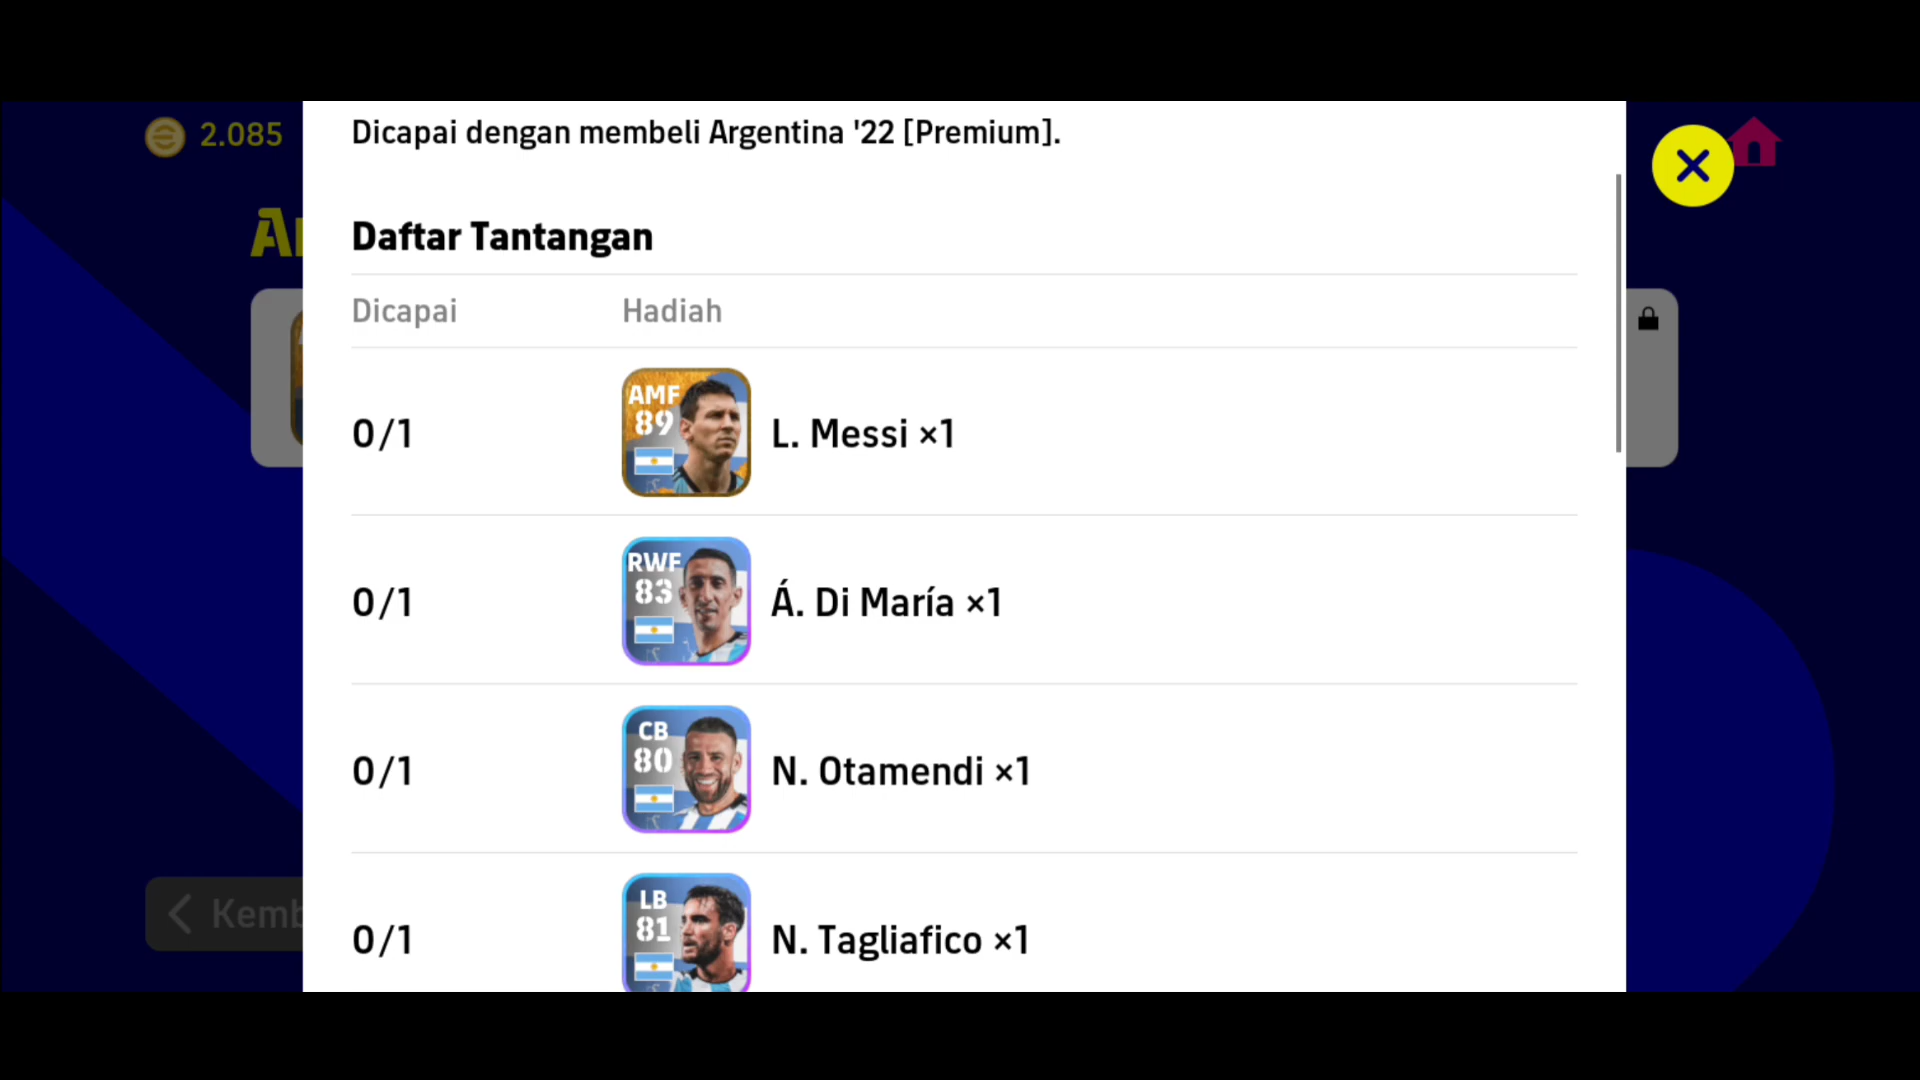 2.085
Dicapai dengan membeli Argentina '22 [Premium].
Daftar Tantangan
Dicapai Hadiah
AMF
89
0/1 L. Messi ×1
RWF
83
0/1 Á. Di María ×1
CB
80
0/1 N. Otamendi ×1
LB
81
0/1 N. Tagliafico ×1
Kemb